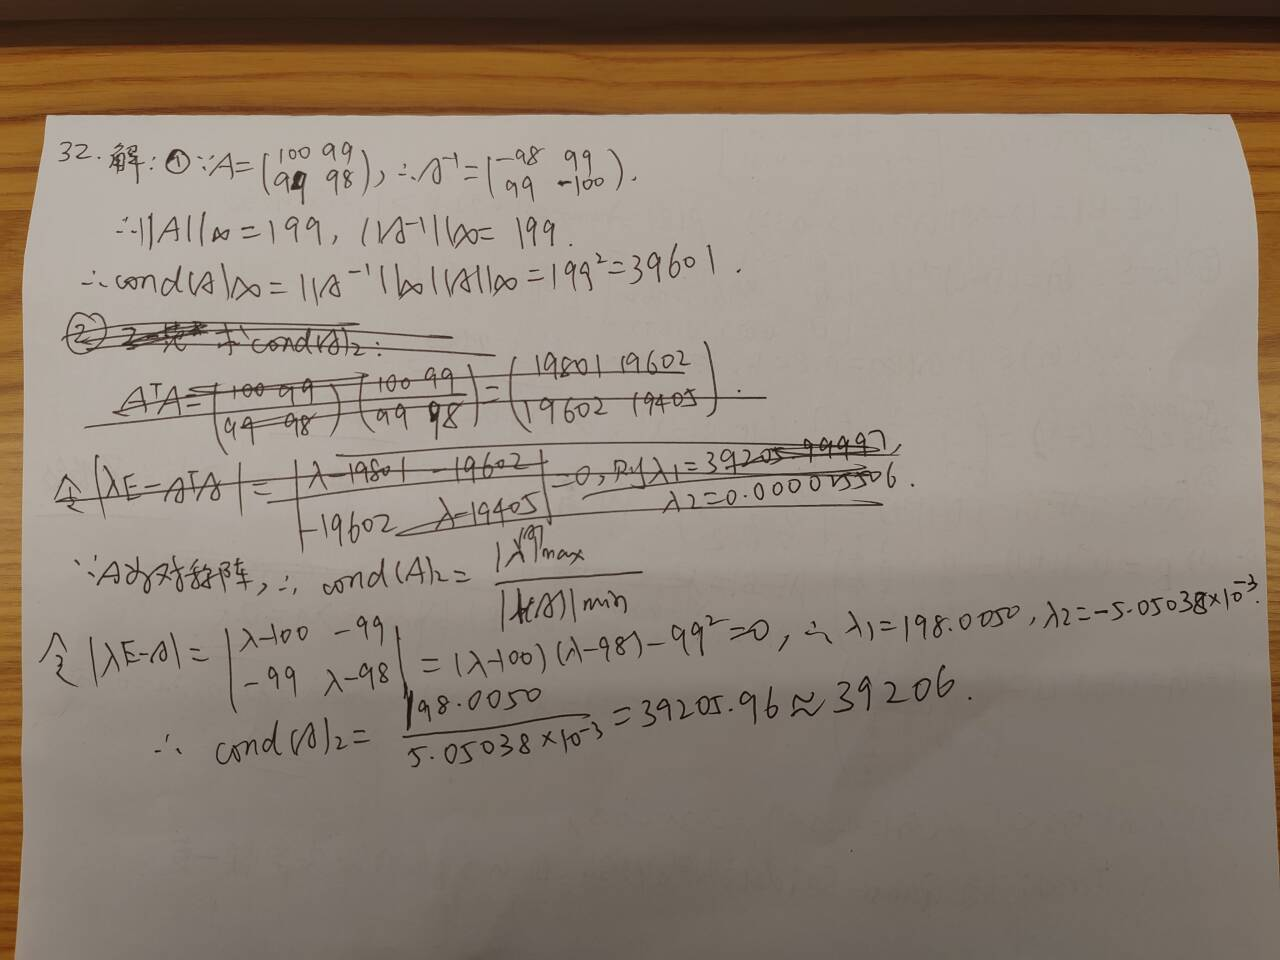 32. 解: ① ∵A=(100 99 99 98), ∴A⁻¹=(-98 99 99 -100).
∴||A||∞=199, ||A⁻¹||∞=199.
∴cond(A)∞=||A⁻¹||∞||A||∞=199²=39601.
② 求cond(A)₂:
AᵀA=(100 99 99 98)(100 99 99 98)=(19801 19602 19602 19405).
令|λE-AᵀA|=|λ-19801 -19602 -19602 λ-19405|=0, 则λ1=39205.99997, λ2=0.000025506.
∵A为对称阵, ∴cond(A)₂=|λ(A)|max/|λ(A)|min
令|λE-A|=|λ-100 -99 -99 λ-98|=(λ-100)(λ-98)-99²=0, ∴λ1=198.0050, λ2=-5.05038×10⁻³.
∴cond(A)₂=198.0050/5.05038×10⁻³=39205.96≈39206.